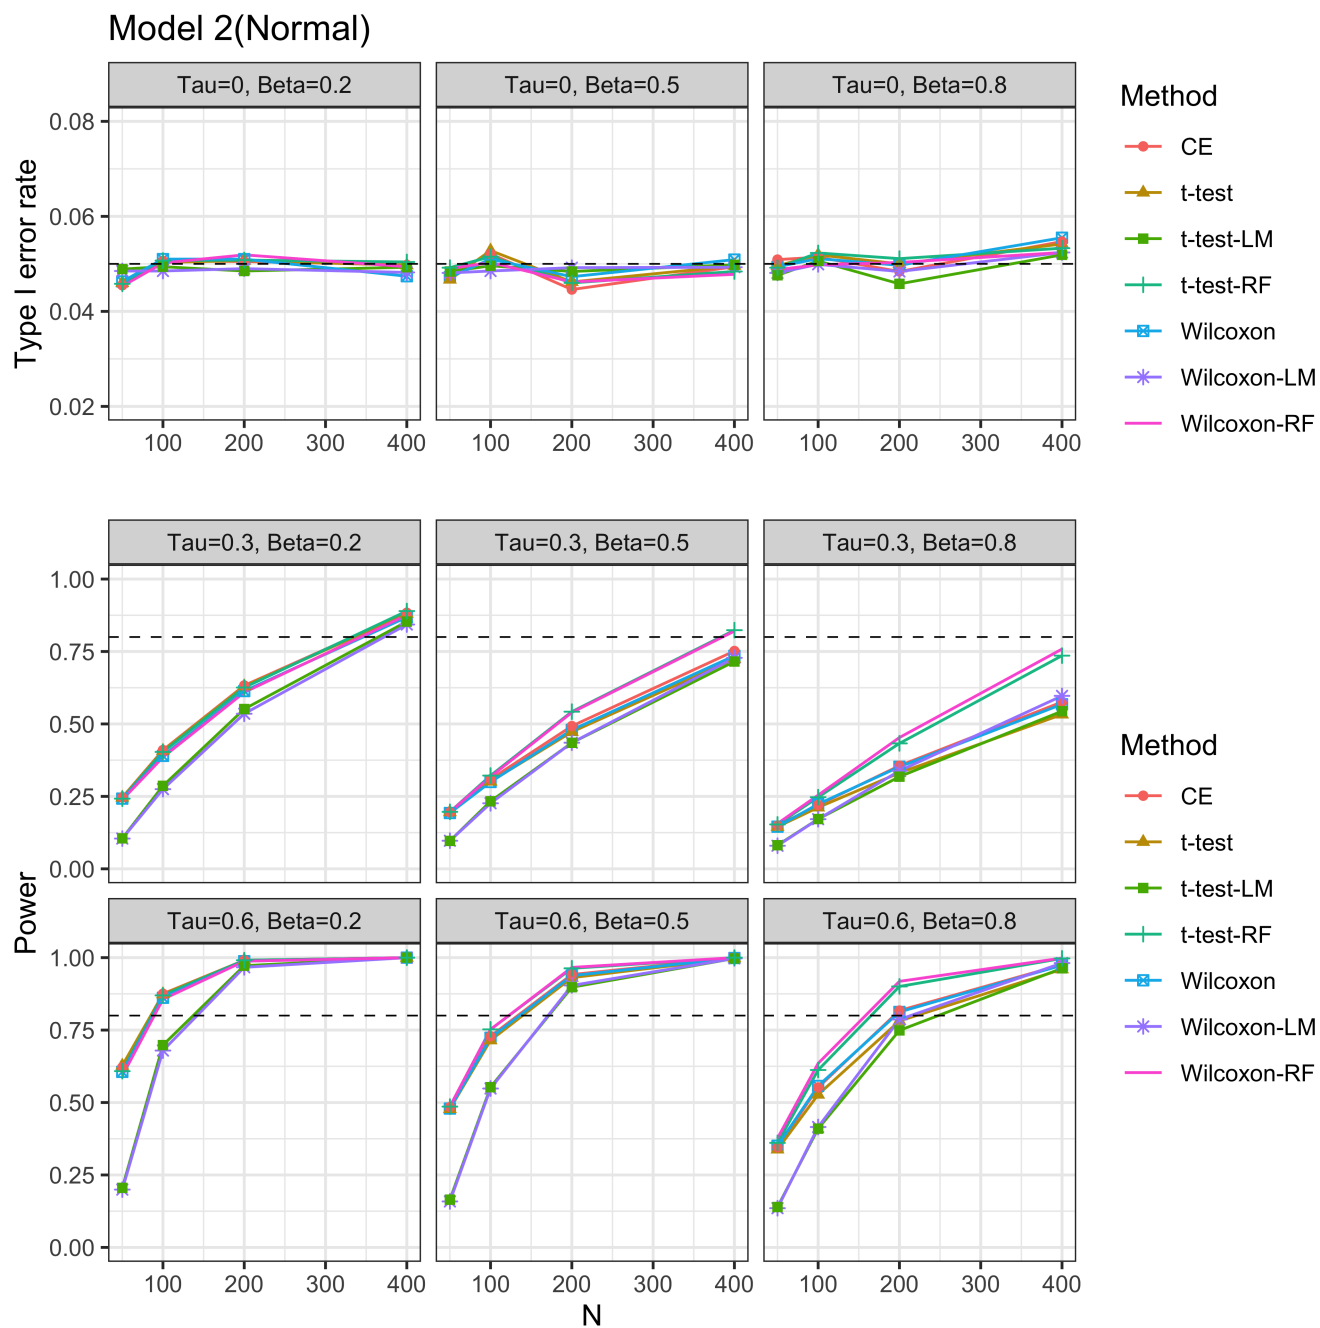 Model 2(Normal)
Tau=0, Beta=0.2
Tau=0, Beta=0.5
Tau=0, Beta=0.8
Type I error rate
0.08
0.06
0.04
0.02
100 200 300 400
100 200 300 400
100 200 300 400
Method
CE
t-test
t-test-LM
t-test-RF
Wilcoxon
Wilcoxon-LM
Wilcoxon-RF
Tau=0.3, Beta=0.2
Tau=0.3, Beta=0.5
Tau=0.3, Beta=0.8
1.00
0.75
0.50
0.25
0.00
Power
Tau=0.6, Beta=0.2
Tau=0.6, Beta=0.5
Tau=0.6, Beta=0.8
1.00
0.75
0.50
0.25
0.00
100 200 300 400
100 200 300 400
100 200 300 400
N
Method
CE
t-test
t-test-LM
t-test-RF
Wilcoxon
Wilcoxon-LM
Wilcoxon-RF